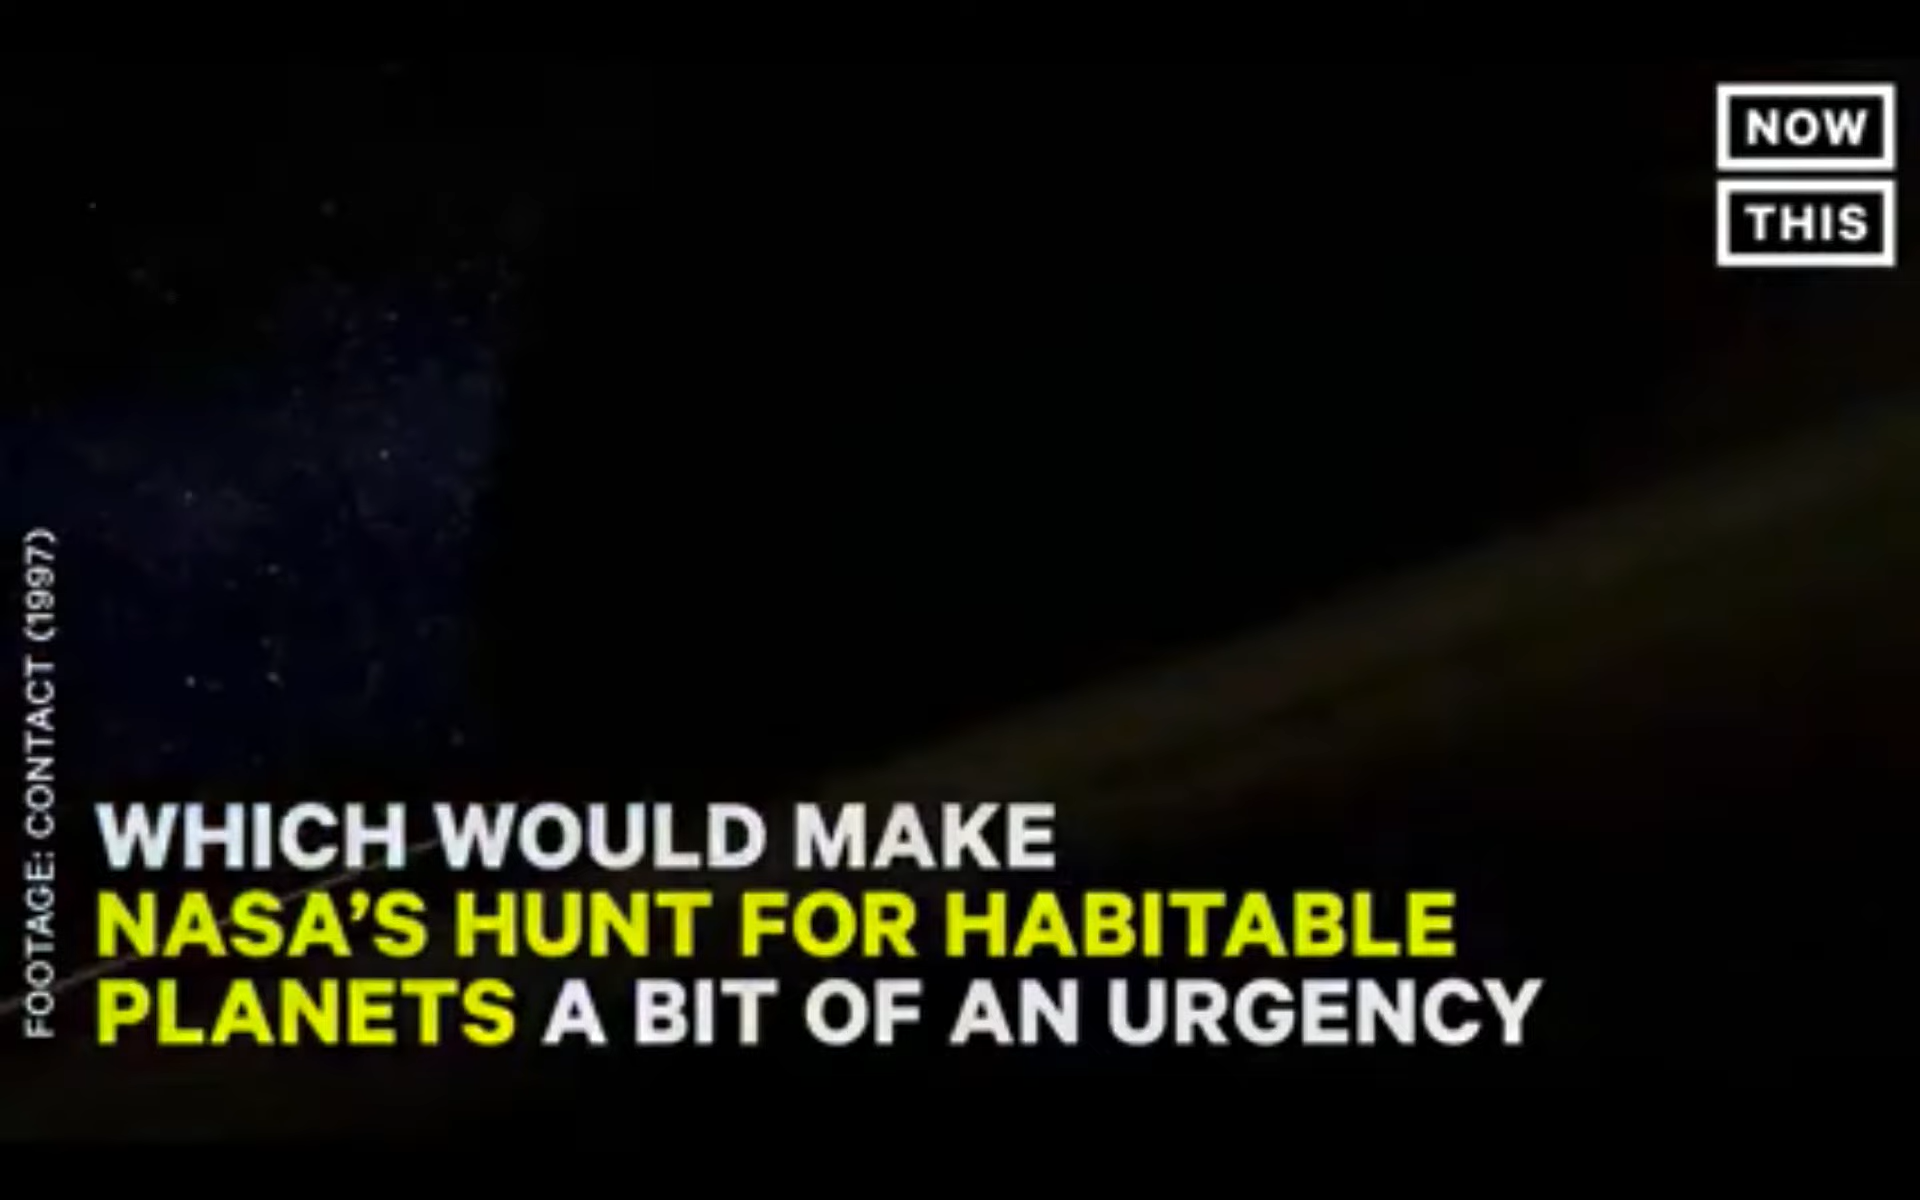 NOW
THIS
FOOTAGE: CONTACT (1997)
WHICH WOULD MAKE
NASA'S HUNT FOR HABITABLE
PLANETS A BIT OF AN URGENCY